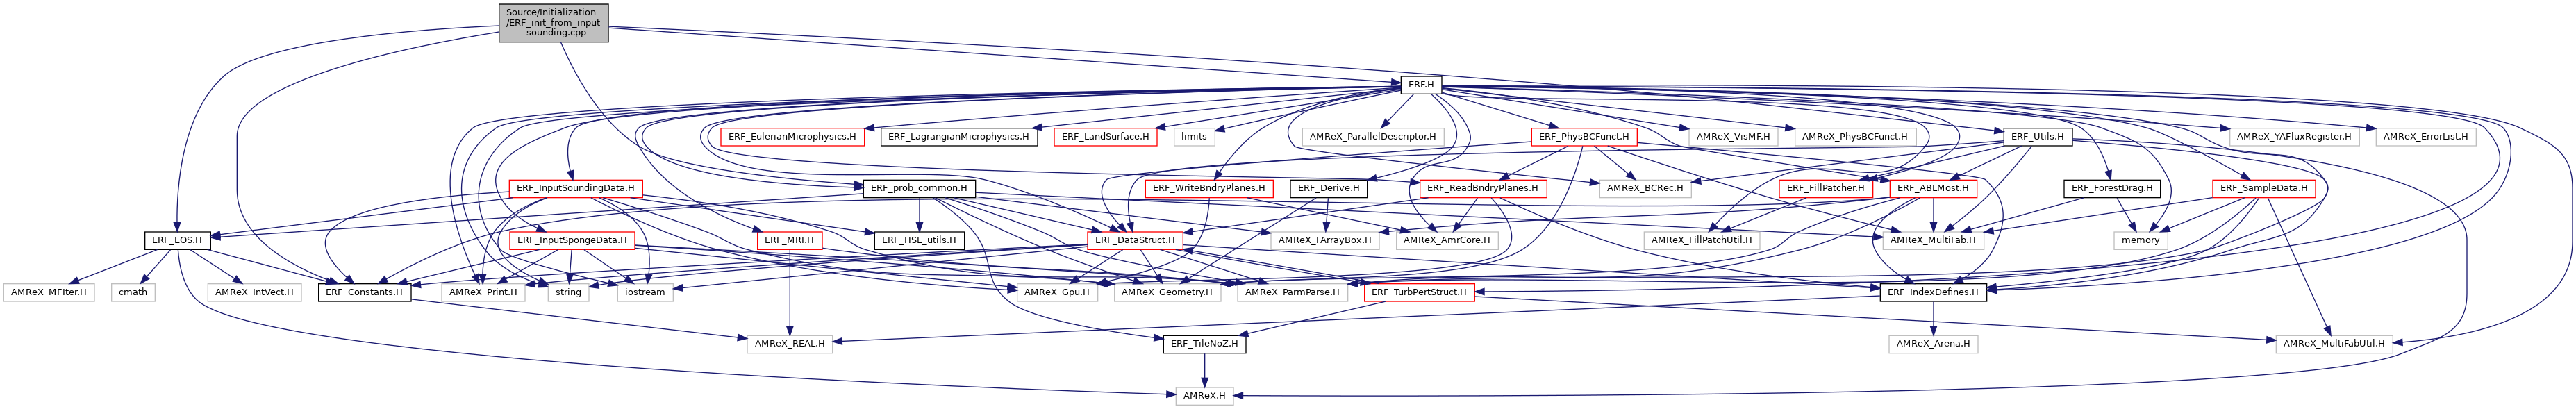 Source/Initialization
/ERF_init_from_input
_sounding.cpp
ERF.H
ERF_EulerianMicrophysics.H
ERF_LagrangianMicrophysics.H
ERF_LandSurface.H
limits
AMReX_ParallelDescriptor.H
ERF_PhysBCFunct.H
AMReX_VisMF.H
AMReX_PhysBCFunct.H
ERF_Utils.H
AMReX_YAFluxRegister.H
AMReX_ErrorList.H
ERF_InputSoundingData.H
ERF_prob_common.H
ERF_WriteBndryPlanes.H
ERF_Derive.H
ERF_ReadBndryPlanes.H
AMReX_BCRec.H
ERF_FillPatcher.H
ERF_ABLMost.H
ERF_ForestDrag.H
ERF_SampleData.H
ERF_EOS.H
ERF_InputSpongeData.H
ERF_MRI.H
ERF_HSE_utils.H
ERF_DataStruct.H
AMReX_FArrayBox.H
AMReX_AmrCore.H
AMReX_FillPatchUtil.H
AMReX_MultiFab.H
memory
AMReX_MFIter.H
cmath
AMReX_IntVect.H
ERF_Constants.H
AMReX_Print.H
string
iostream
AMReX_Gpu.H
AMReX_Geometry.H
AMReX_ParmParse.H
ERF_TurbPertStruct.H
ERF_IndexDefines.H
AMReX_REAL.H
ERF_TileNoZ.H
AMReX_Arena.H
AMReX_MultiFabUtil.H
AMReX.H